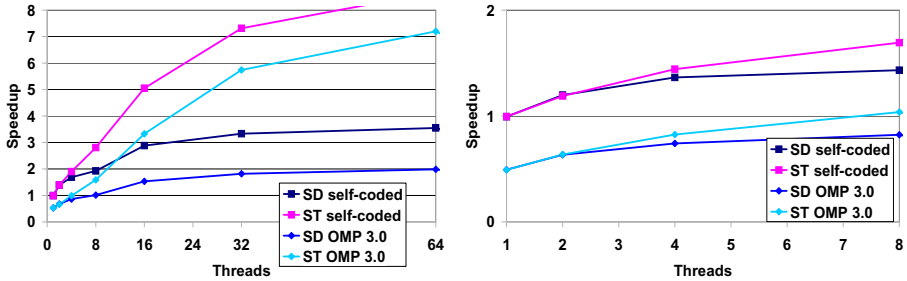 Speedup
8
7
6
5
4
3
2
1
0
0 8 16 24 32 64
Threads
SD self-coded
ST self-coded
SD OMP 3.0
ST OMP 3.0
Speedup
2
1
0
1 2 3 4 5 6 7 8
Threads
SD self-coded
ST self-coded
SD OMP 3.0
ST OMP 3.0